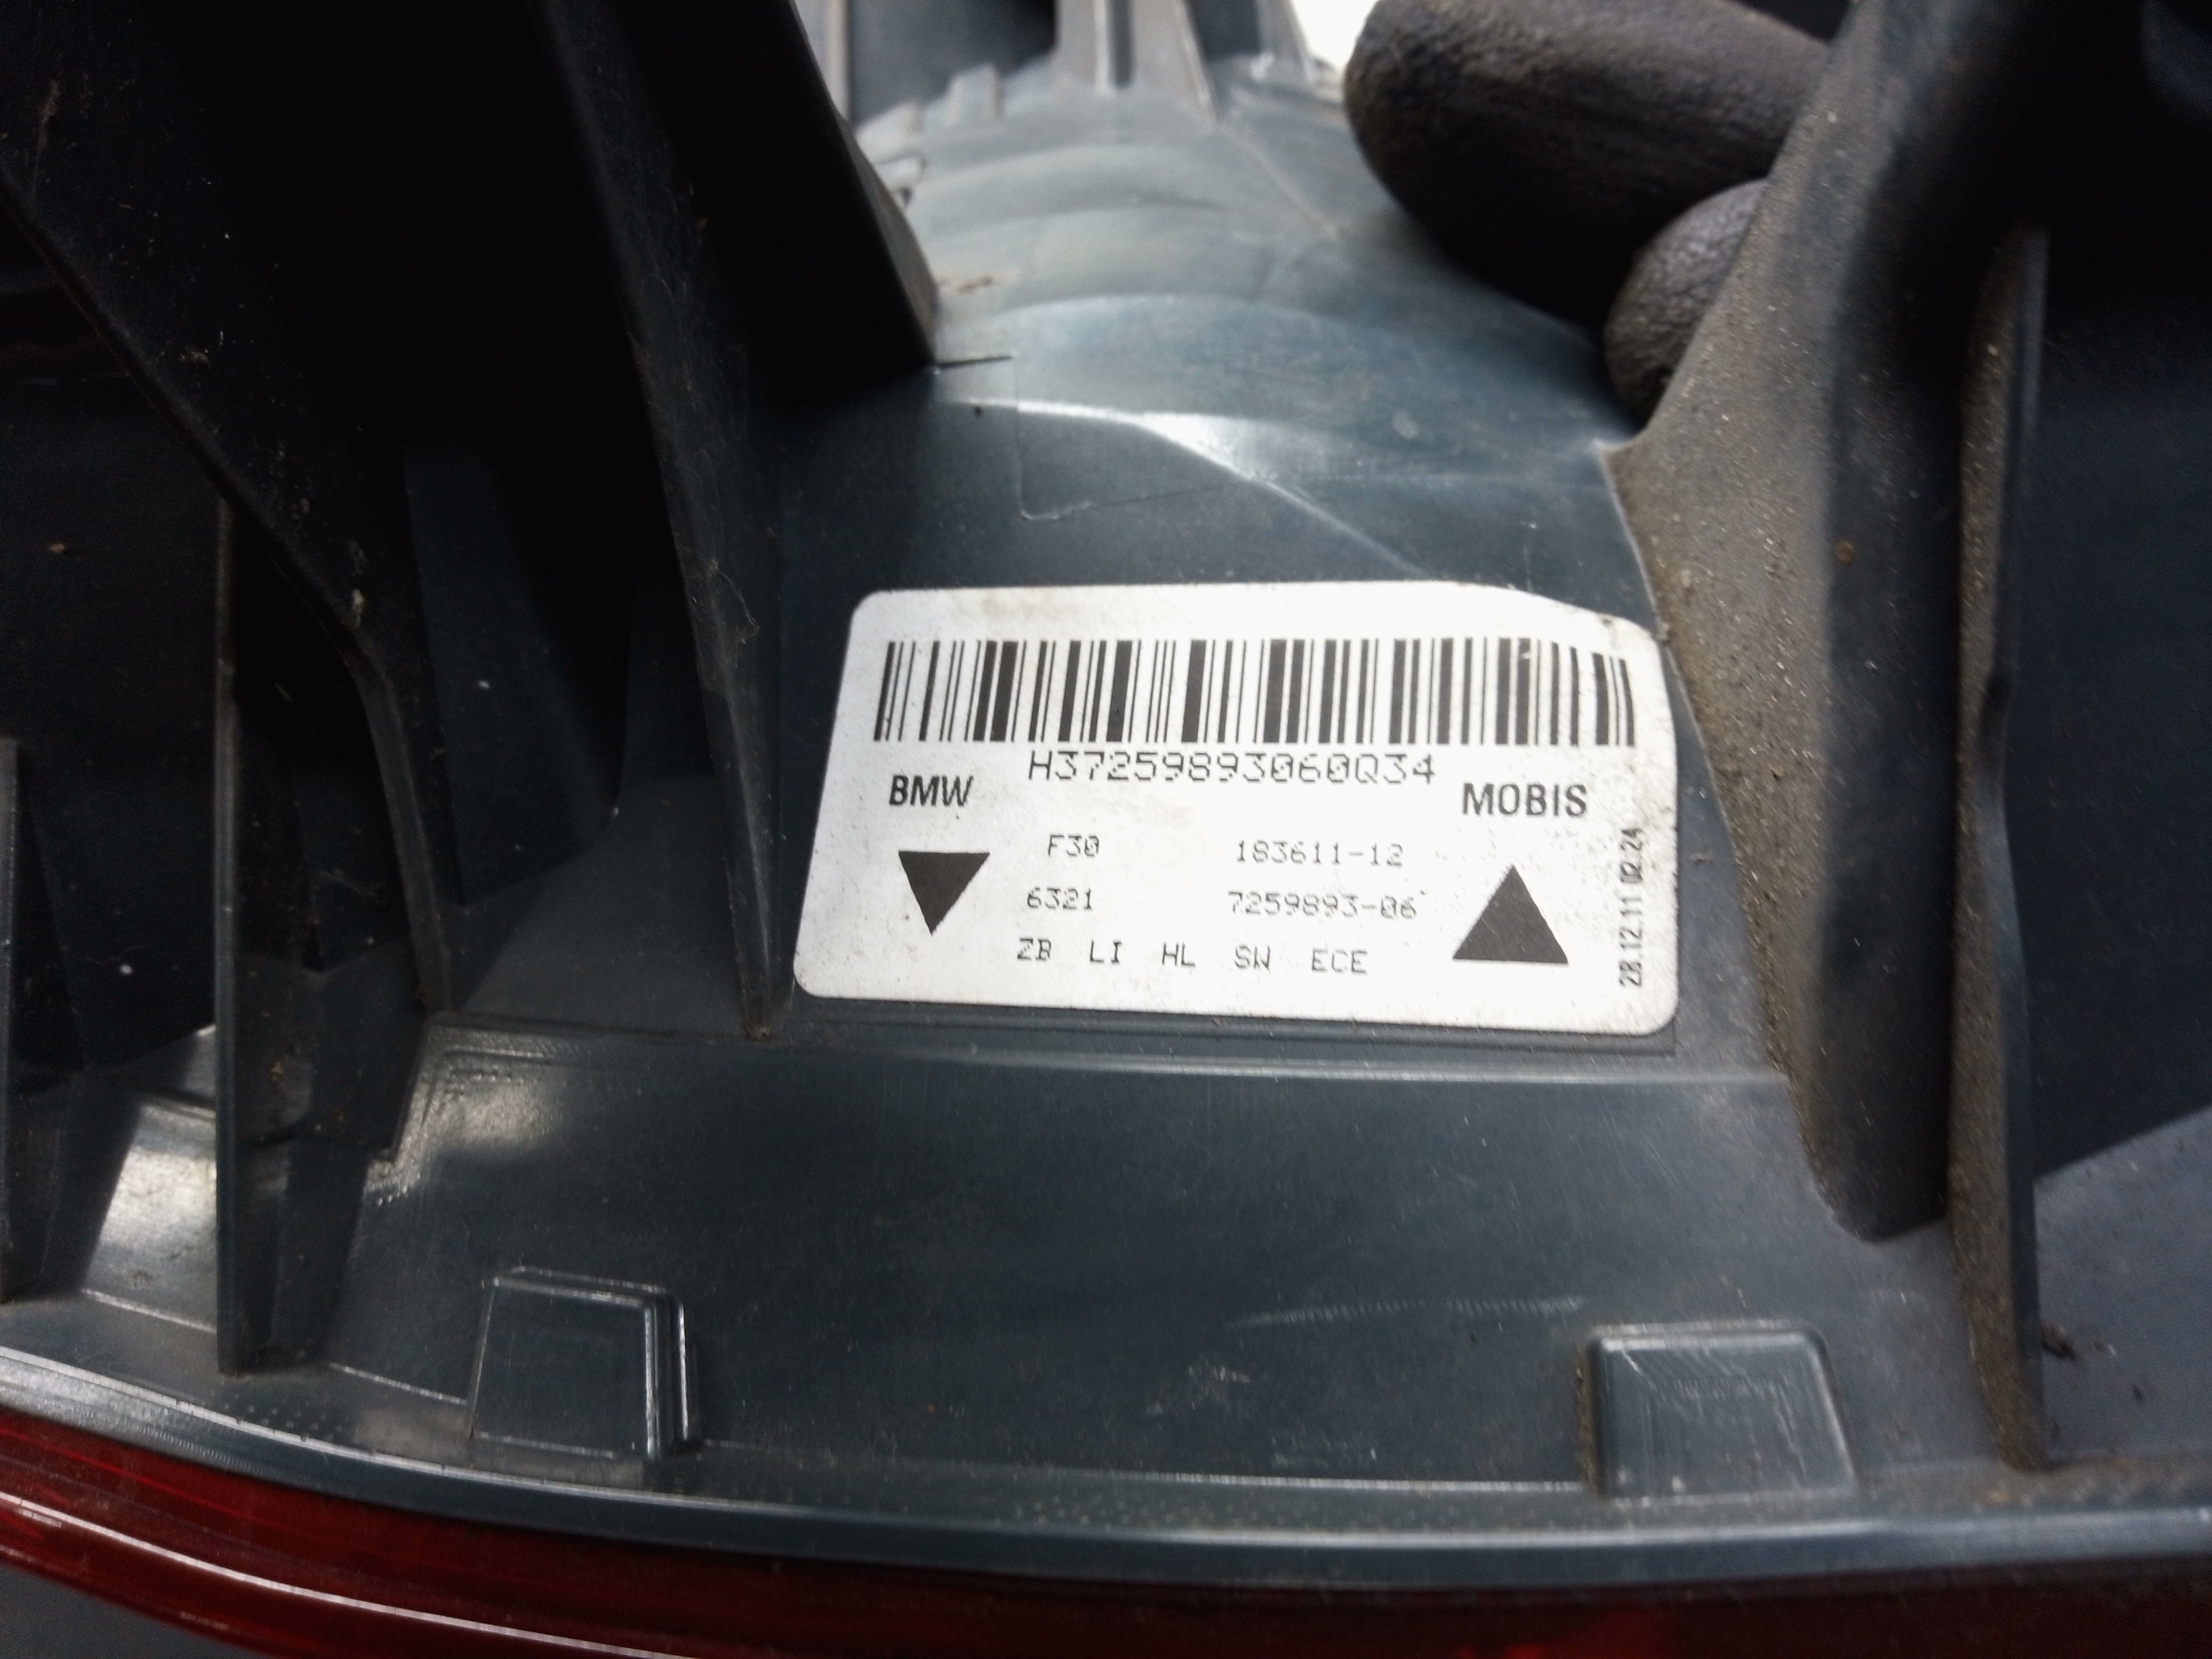 H37259893060Q34
BMW MOBIS
F30 183611-12
6321 7259893-06
ZB LI HL SW ECE
28.12.11 02.24